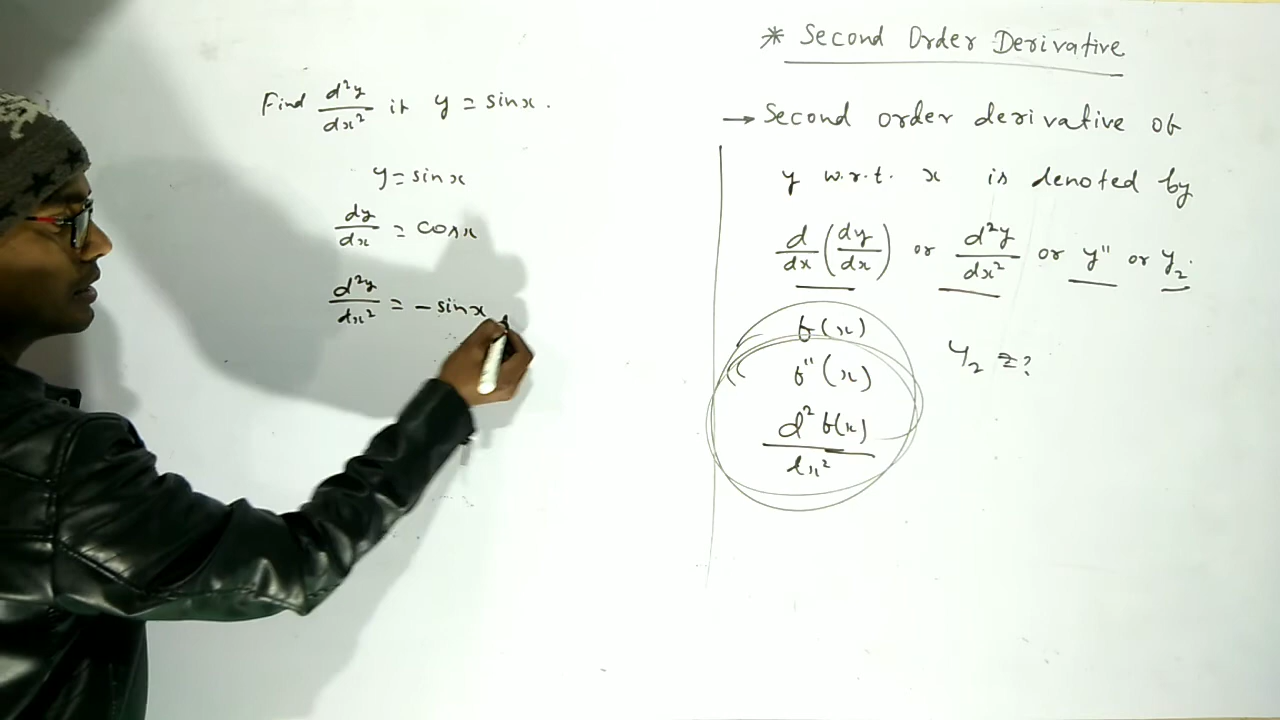 Find d²y/dx² if y = sinx.
y = sinx
dy/dx = cosx
d²y/dx² = - sinx
* Second Order Derivative
→ Second order derivative of
y w.r.t. x is denoted by
d/dx (dy/dx) or d²y/dx² or y" or y₂.
f(x)
f"(x)
d² f(x)/dx²
y₂ = ?